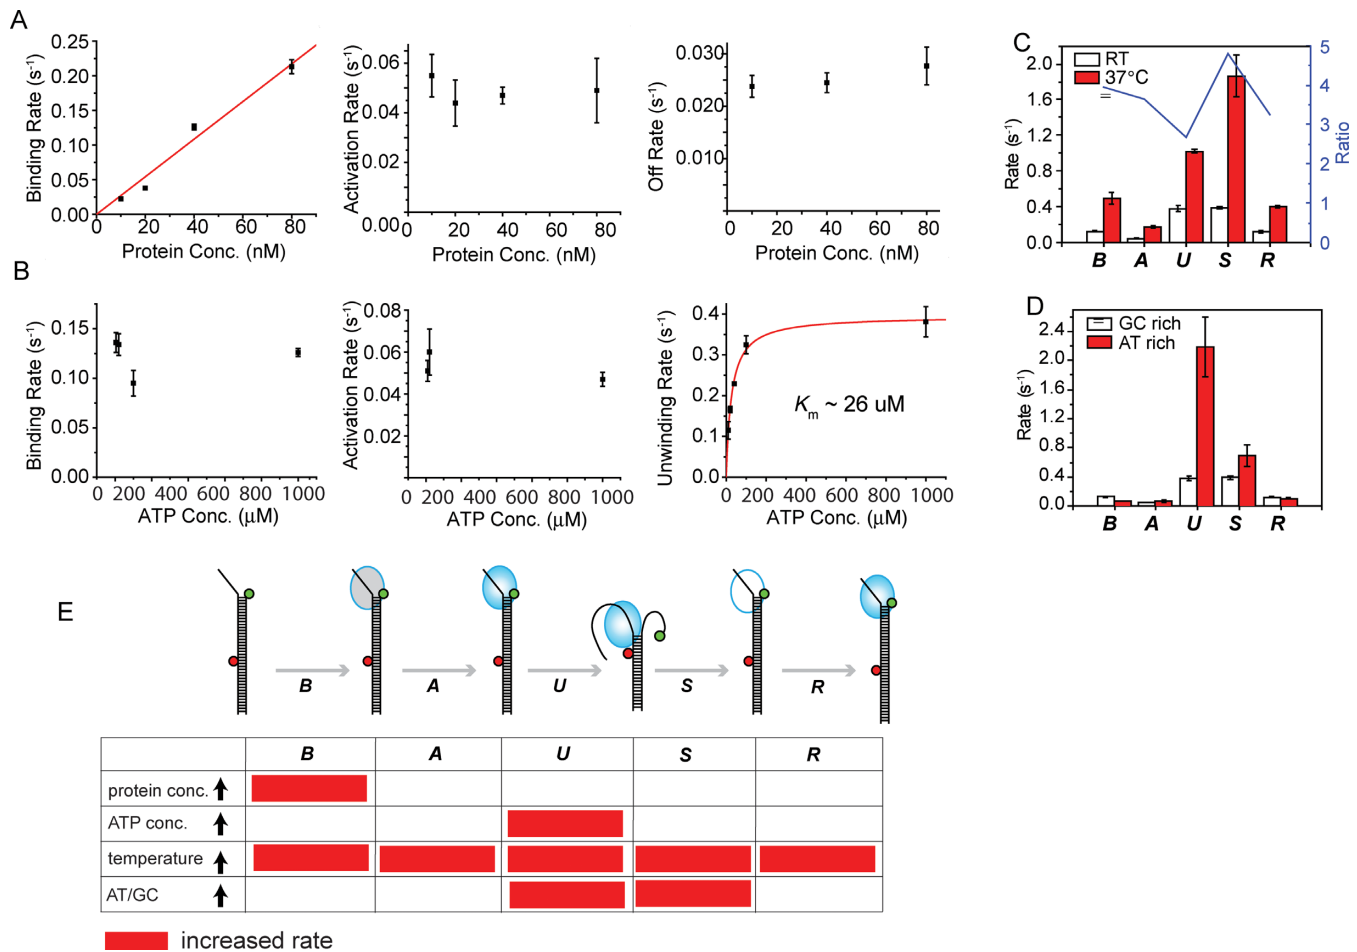 A
Binding Rate (s⁻¹)
0.25
0.20
0.15
0.10
0.05
0.00
0 20 40 60 80
Protein Conc. (nM)
Activation Rate (s⁻¹)
0.06
0.04
0.02
0.00
0 20 40 60 80
Protein Conc. (nM)
Off Rate (s⁻¹)
0.030
0.020
0.010
0 20 40 60 80
Protein Conc. (nM)
C
RT
37°C
Rate (s⁻¹)
2.0
1.6
1.2
0.8
0.4
0.0
B A U S R
5
4
3
2
1
0
Ratio
B
Binding Rate (s⁻¹)
0.15
0.10
0.05
0.00
0 200 400 600 800 1000
ATP Conc. (μM)
Activation Rate (s⁻¹)
0.08
0.06
0.04
0.02
0 200 400 600 800 1000
ATP Conc. (μM)
Unwinding Rate (s⁻¹)
0.4
0.3
0.2
0.1
0
Km ~ 26 uM
0 200 400 600 800 1000
ATP Conc. (μM)
D
GC rich
AT rich
Rate (s⁻¹)
2.4
2.0
1.6
1.2
0.8
0.4
0.0
B A U S R
E
B A U S R
B A U S R
protein conc.
ATP conc.
temperature
AT/GC
increased rate